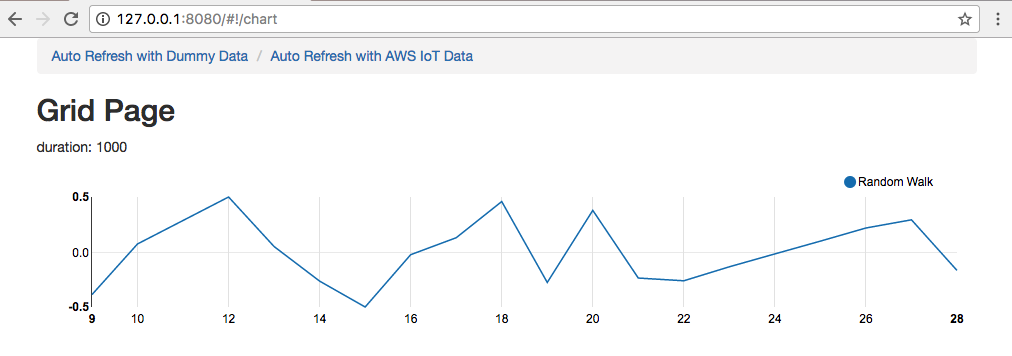 127.0.0.1:8080/#!/chart
Auto Refresh with Dummy Data / Auto Refresh with AWS IoT Data
Grid Page
duration: 1000
Random Walk
0.5
0.0
-0.5
9 10 12 14 16 18 20 22 24 26 28